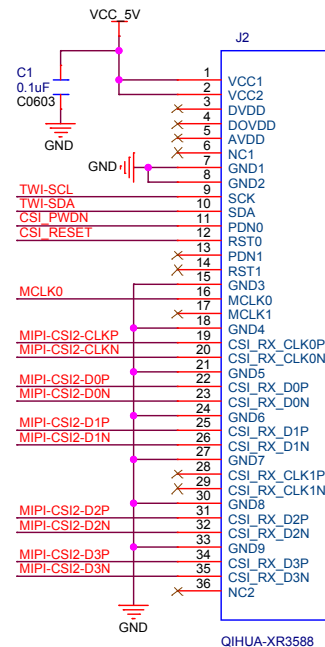 VCC_5V
J2
C1
0.1uF
C0603
GND
1 VCC1
2 VCC2
3 DVDD
4 DOVDD
5 AVDD
6 NC1
GND 7 GND1
8 GND2
TWI-SCL 9 SCK
TWI-SDA 10 SDA
CSI_PWDN 11 PDN0
CSI_RESET 12 RST0
13 PDN1
14 RST1
15 GND3
MCLK0 16 MCLK0
17 MCLK1
18 GND4
MIPI-CSI2-CLKP 19 CSI_RX_CLK0P
MIPI-CSI2-CLKN 20 CSI_RX_CLK0N
21 GND5
MIPI-CSI2-D0P 22 CSI_RX_D0P
MIPI-CSI2-D0N 23 CSI_RX_D0N
24 GND6
MIPI-CSI2-D1P 25 CSI_RX_D1P
MIPI-CSI2-D1N 26 CSI_RX_D1N
27 GND7
28 CSI_RX_CLK1P
29 CSI_RX_CLK1N
30 GND8
MIPI-CSI2-D2P 31 CSI_RX_D2P
MIPI-CSI2-D2N 32 CSI_RX_D2N
33 GND9
MIPI-CSI2-D3P 34 CSI_RX_D3P
MIPI-CSI2-D3N 35 CSI_RX_D3N
36 NC2
GND
QIHUA-XR3588